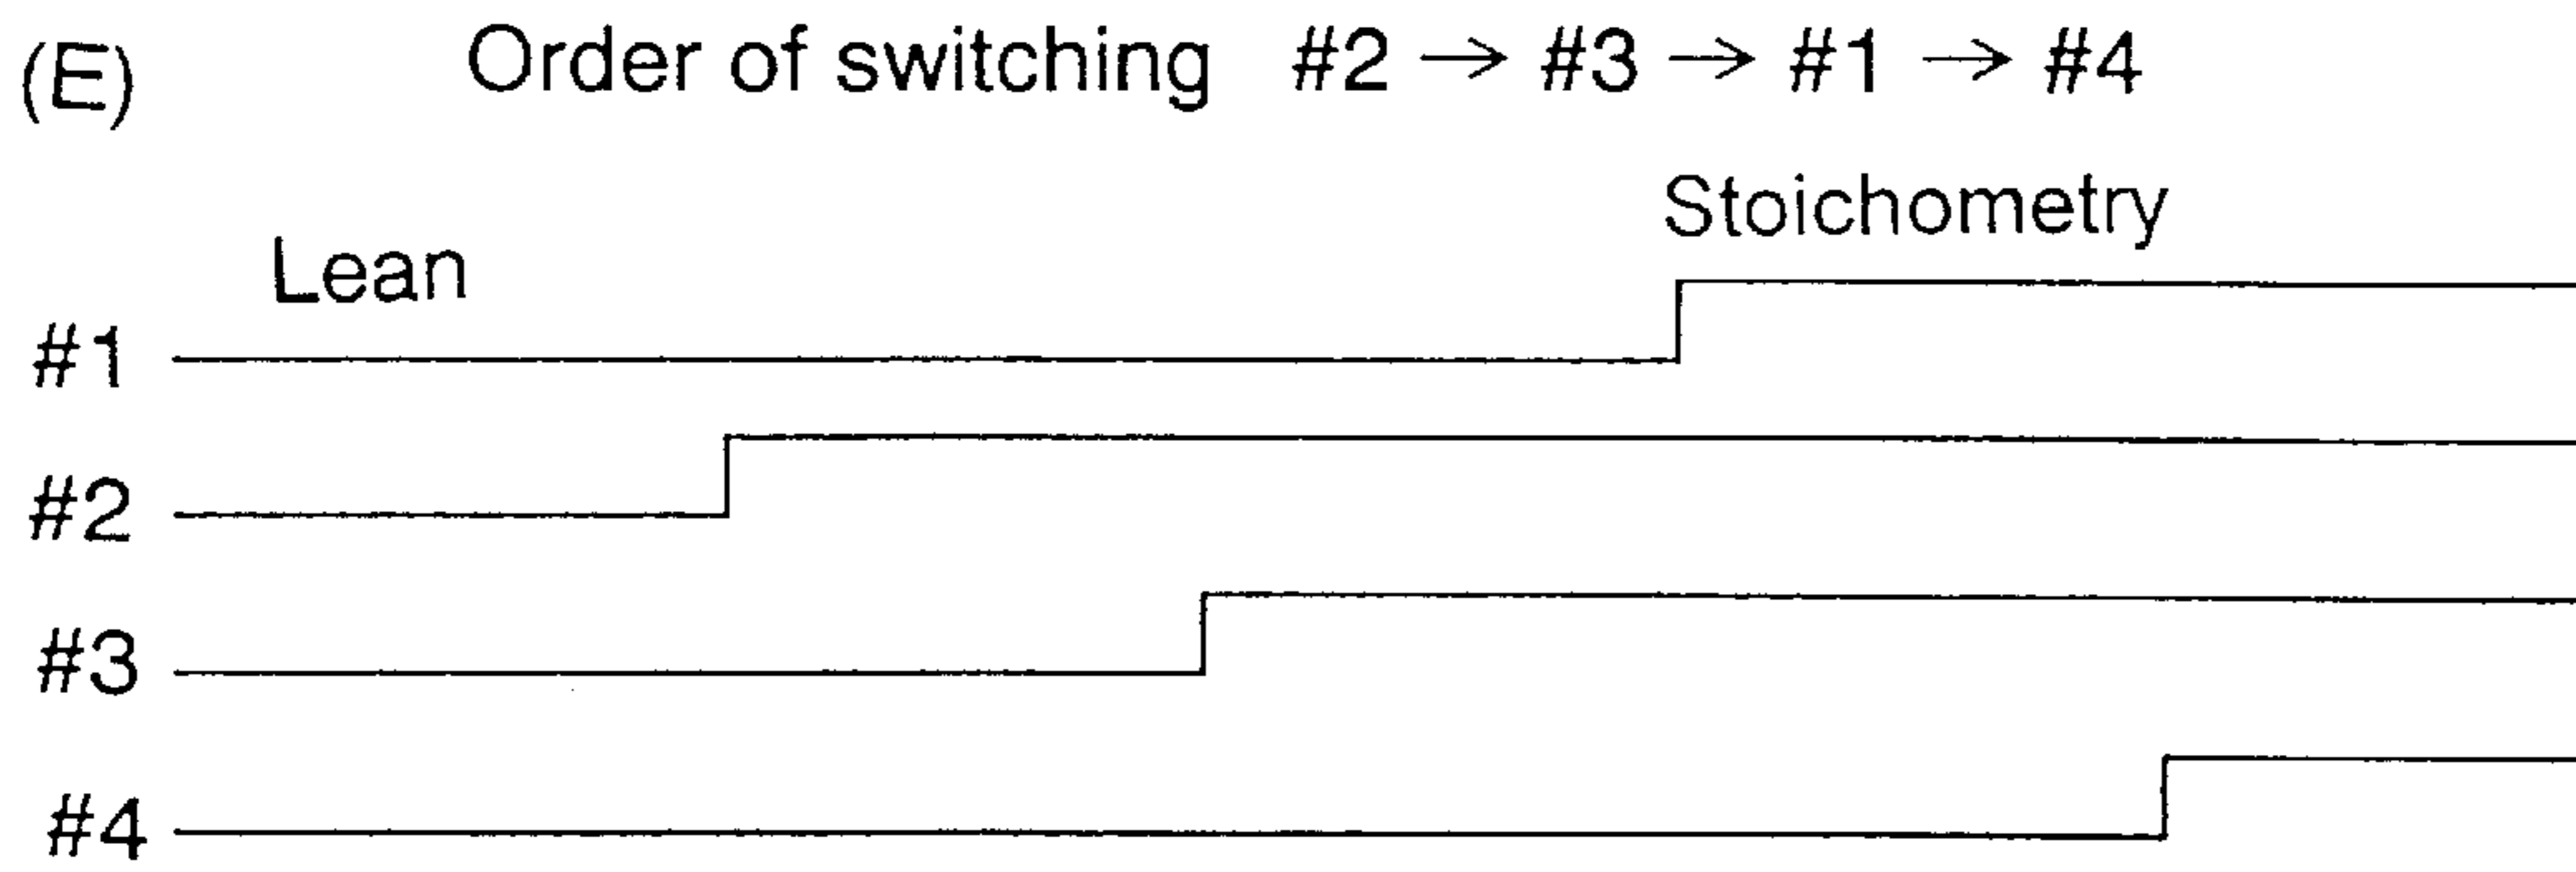 (E) Order of switching #2 → #3 → #1 → #4
Stoichometry
Lean
#1
#2
#3
#4